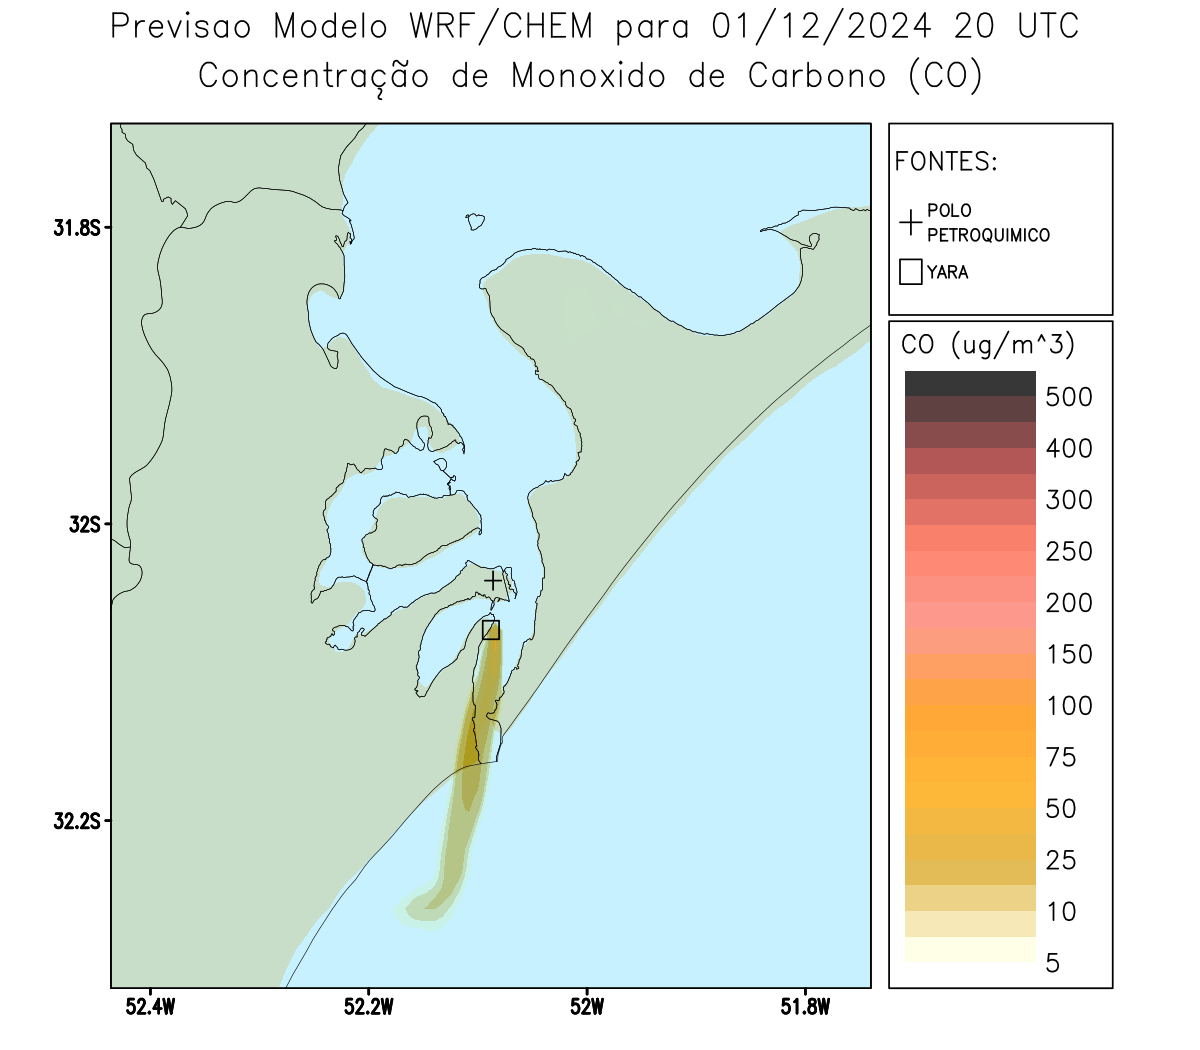 Previsao Modelo WRF/CHEM para 01/12/2024 20 UTC
Concentração de Monoxido de Carbono (CO)
FONTES:
POLO
PETROQUIMICO
YARA
CO (ug/m^3)
500
400
300
250
200
150
100
75
50
25
10
5
31.8S
32S
32.2S
52.4W
52.2W
52W
51.8W